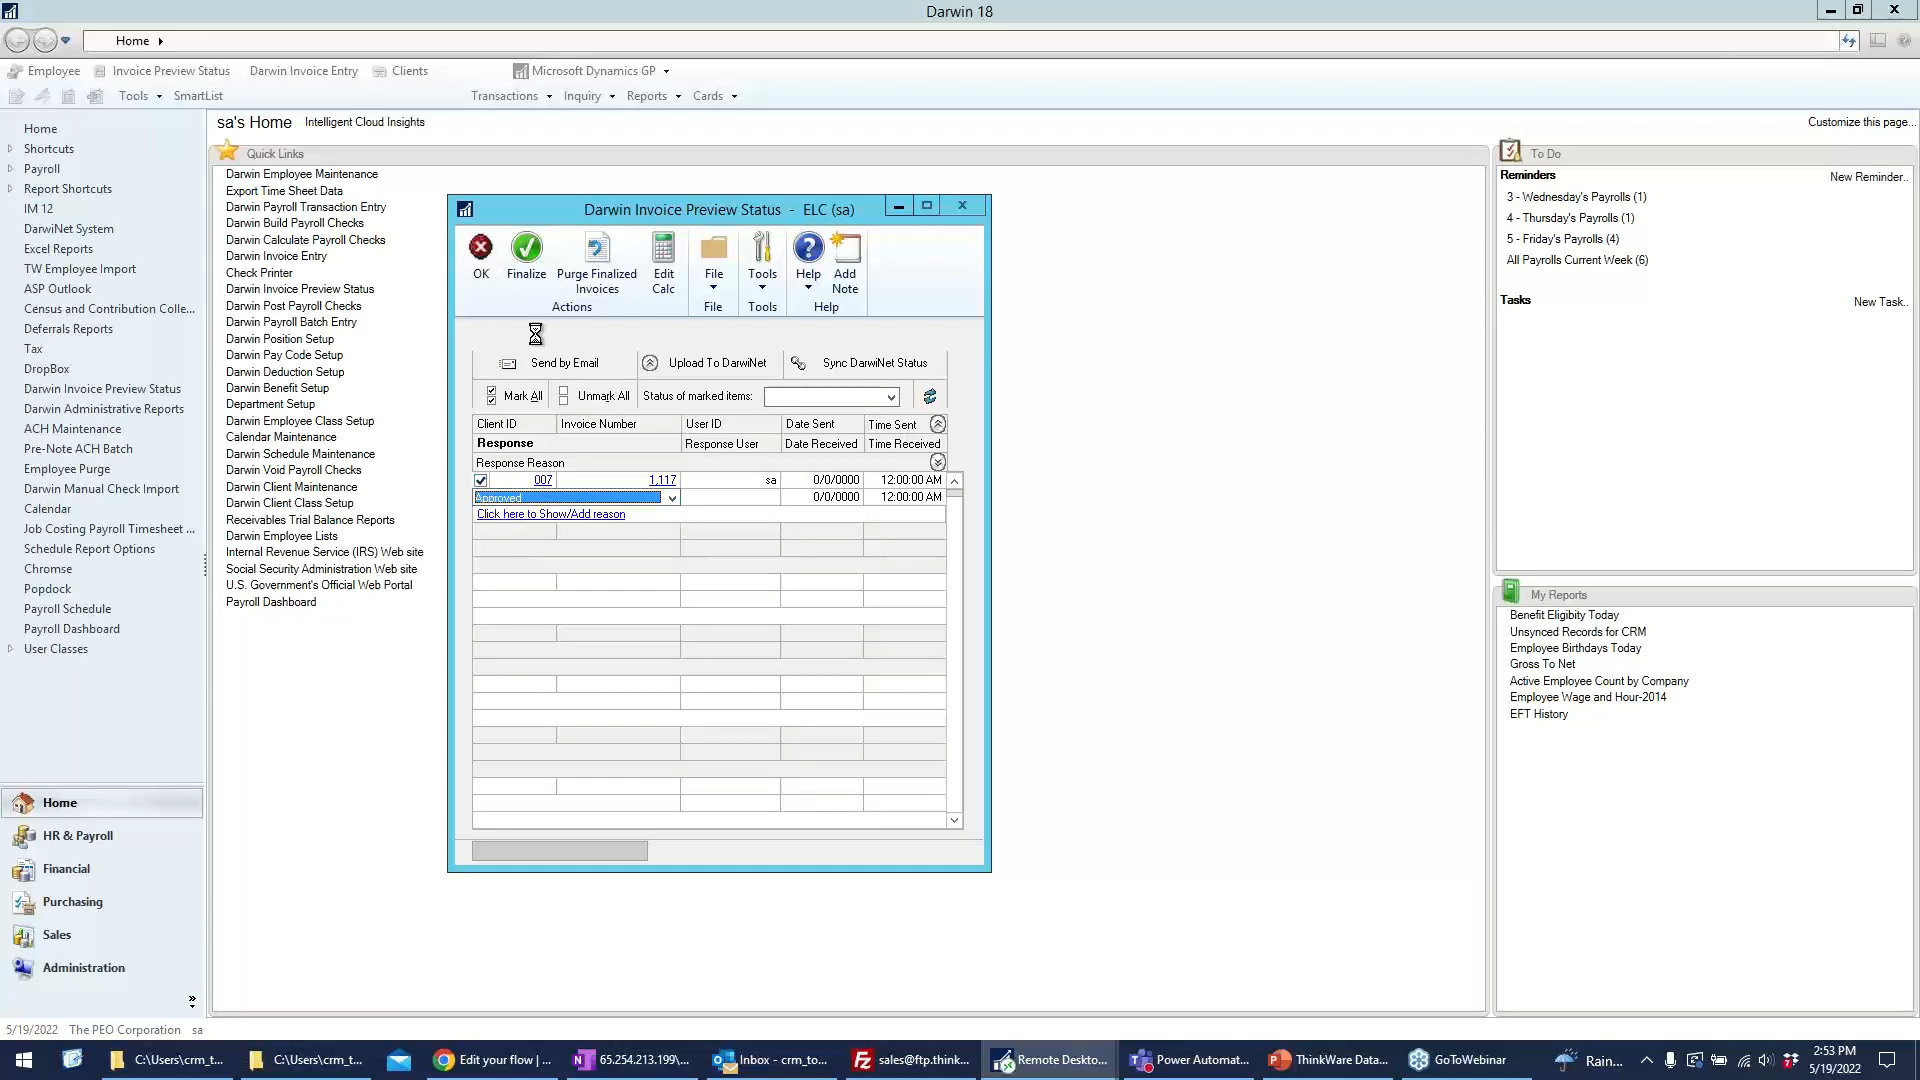 Darwin 18
Home
Employee Invoice Preview Status Darwin Invoice Entry Clients Microsoft Dynamics GP
Tools SmartList Transactions Inquiry Reports Cards
Home
Shortcuts
Payroll
Report Shortcuts
IM 12
DarwiNet System
Excel Reports
TW Employee Import
ASP Outlook
Census and Contribution Colle...
Deferrals Reports
Tax
DropBox
Darwin Invoice Preview Status
Darwin Administrative Reports
ACH Maintenance
Pre-Note ACH Batch
Employee Purge
Darwin Manual Check Import
Calendar
Job Costing Payroll Timesheet ...
Schedule Report Options
Chromse
Popdock
Payroll Schedule
Payroll Dashboard
User Classes
Home
HR & Payroll
Financial
Purchasing
Sales
Administration
sa's Home Intelligent Cloud Insights Customize this page...
Quick Links
Darwin Employee Maintenance
Export Time Sheet Data
Darwin Payroll Transaction Entry
Darwin Build Payroll Checks
Darwin Calculate Payroll Checks
Darwin Invoice Entry
Check Printer
Darwin Invoice Preview Status
Darwin Post Payroll Checks
Darwin Payroll Batch Entry
Darwin Position Setup
Darwin Pay Code Setup
Darwin Deduction Setup
Darwin Benefit Setup
Department Setup
Darwin Employee Class Setup
Calendar Maintenance
Darwin Schedule Maintenance
Darwin Void Payroll Checks
Darwin Client Maintenance
Darwin Client Class Setup
Receivables Trial Balance Reports
Darwin Employee Lists
Internal Revenue Service (IRS) Web site
Social Security Administration Web site
U.S. Government's Official Web Portal
Payroll Dashboard
Darwin Invoice Preview Status - ELC (sa)
OK Finalize Purge Finalized Invoices Edit Calc File Tools Help Add Note
Actions File Tools Help
Send by Email Upload To DarwiNet Sync DarwiNet Status
Mark All Unmark All Status of marked items:
Client ID Invoice Number User ID Date Sent Time Sent
Response Response User Date Received Time Received
Response Reason
007 1,117 sa 0/0/0000 12:00:00 AM
Approved 0/0/0000 12:00:00 AM
Click here to Show/Add reason
To Do
Reminders New Reminder..
3 - Wednesday's Payrolls (1)
4 - Thursday's Payrolls (1)
5 - Friday's Payrolls (4)
All Payrolls Current Week (6)
Tasks New Task..
My Reports
Benefit Eligibity Today
Unsynced Records for CRM
Employee Birthdays Today
Gross To Net
Active Employee Count by Company
Employee Wage and Hour-2014
EFT History
5/19/2022 The PEO Corporation sa
C:\Users\crm_t... C:\Users\crm_t... Edit your flow | ... 65.254.213.199\... Inbox - crm_to... sales@ftp.think... Remote Deskto... Power Automat... ThinkWare Data... GoToWebinar Rain... 2:53 PM
5/19/2022